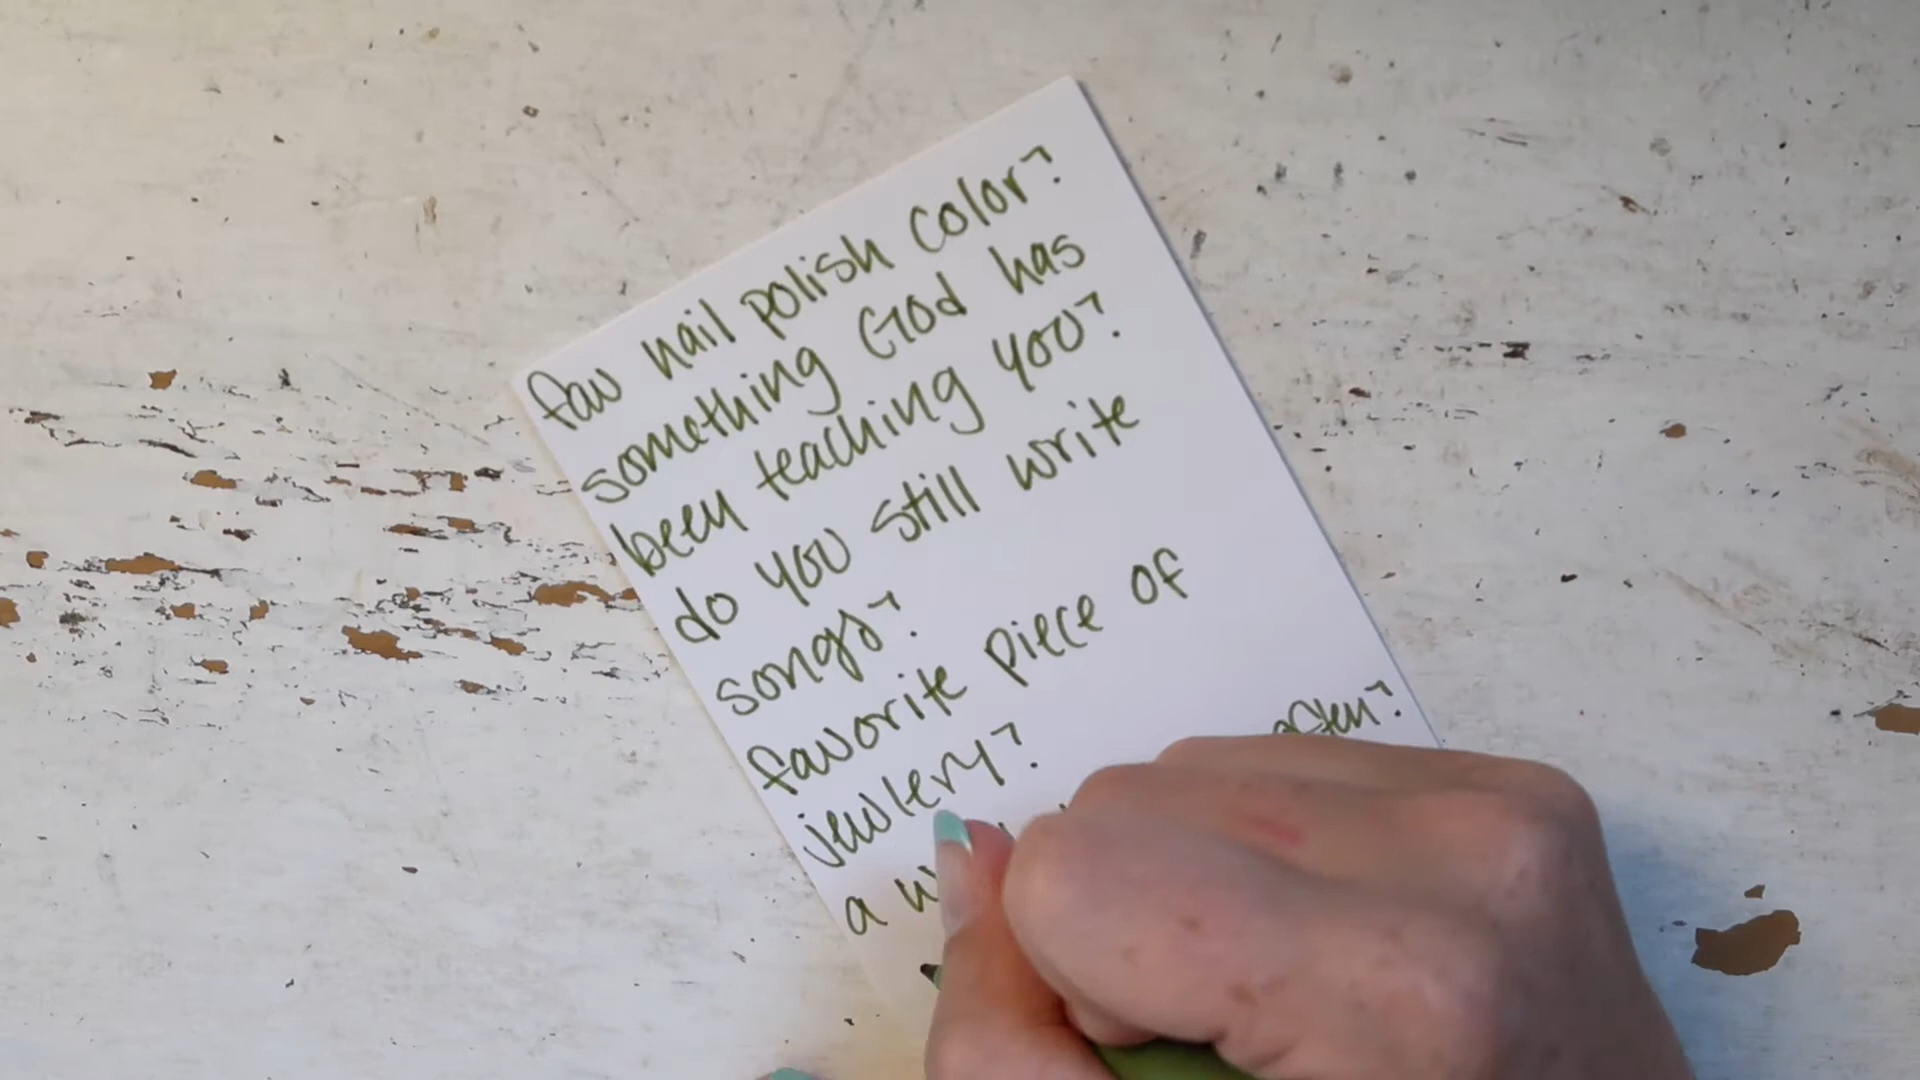 fav nail polish color?
something God has
been teaching you?
do you still write
songs?
favorite piece of
jewlery?
a often?